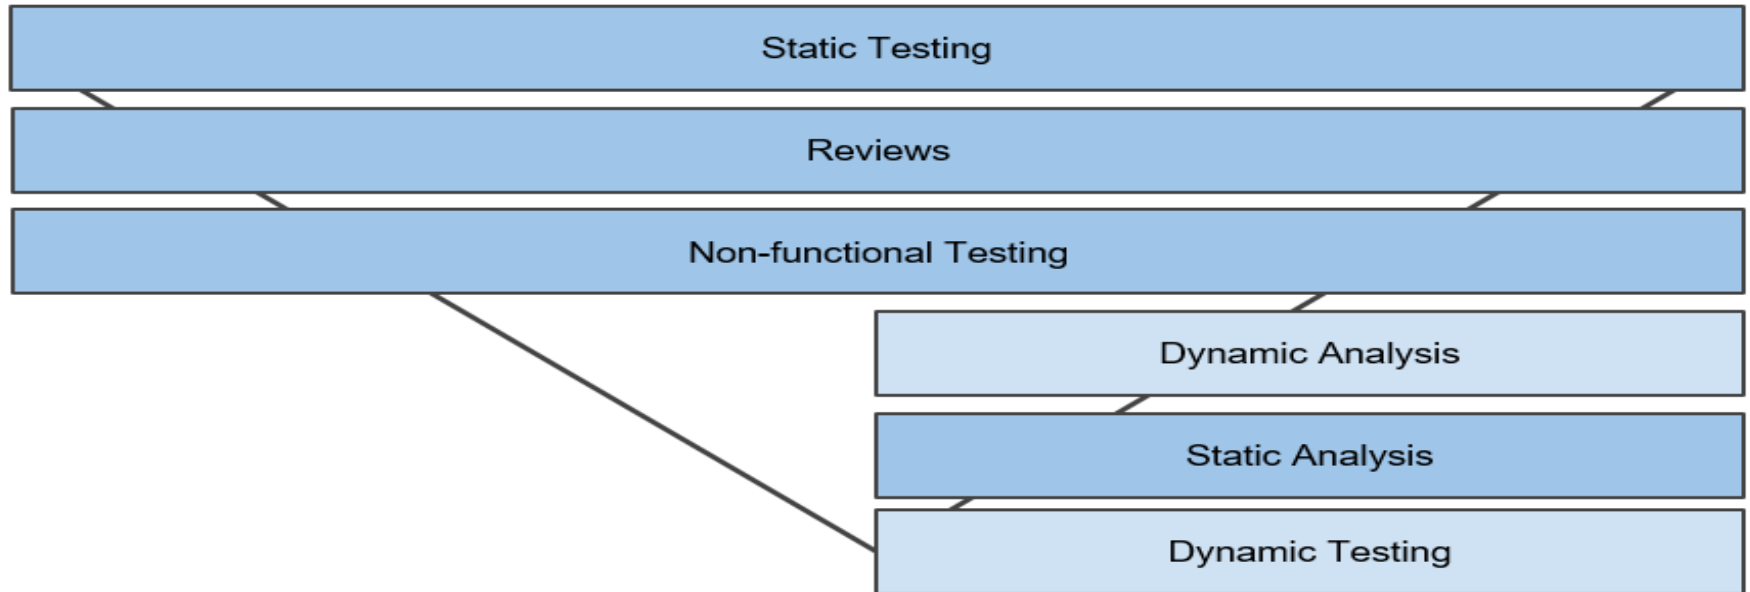 Static Testing
Reviews
Non-functional Testing
Dynamic Analysis
Static Analysis
Dynamic Testing